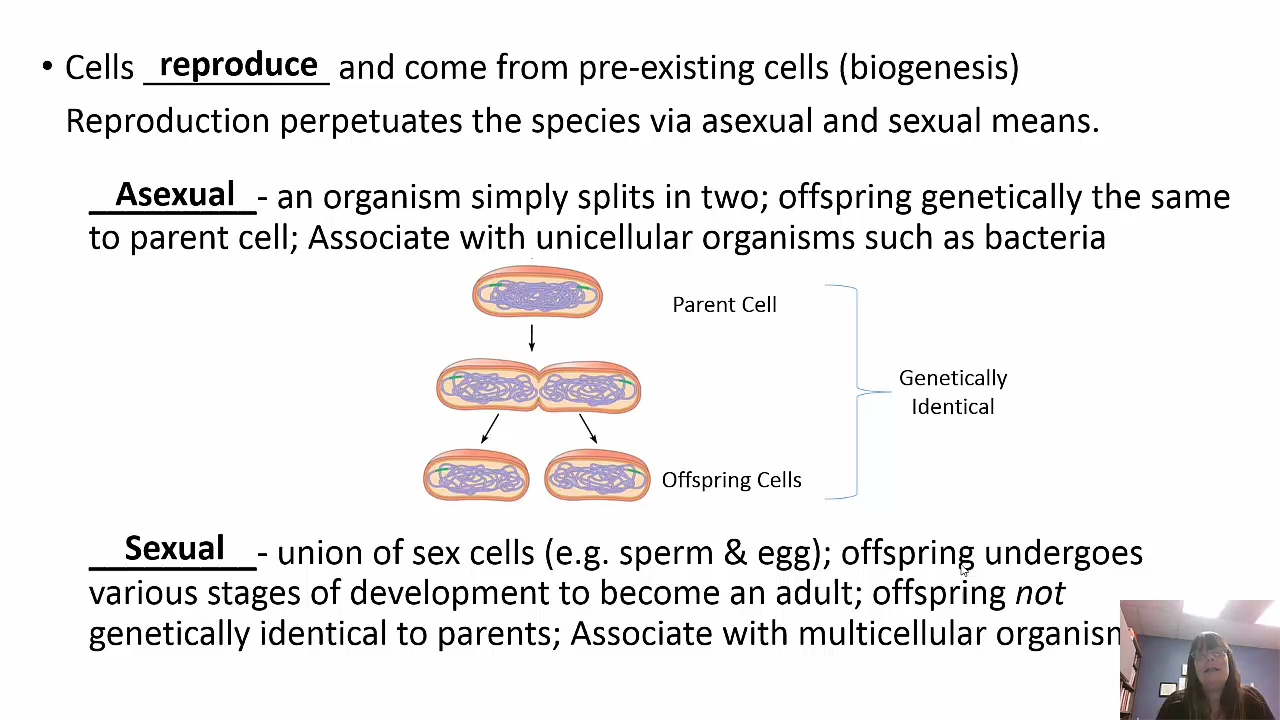 • Cells reproduce and come from pre-existing cells (biogenesis)
Reproduction perpetuates the species via asexual and sexual means.
Asexual - an organism simply splits in two; offspring genetically the same
to parent cell; Associate with unicellular organisms such as bacteria
Parent Cell
Genetically
Identical
Offspring Cells
Sexual - union of sex cells (e.g. sperm & egg); offspring undergoes
various stages of development to become an adult; offspring not
genetically identical to parents; Associate with multicellular